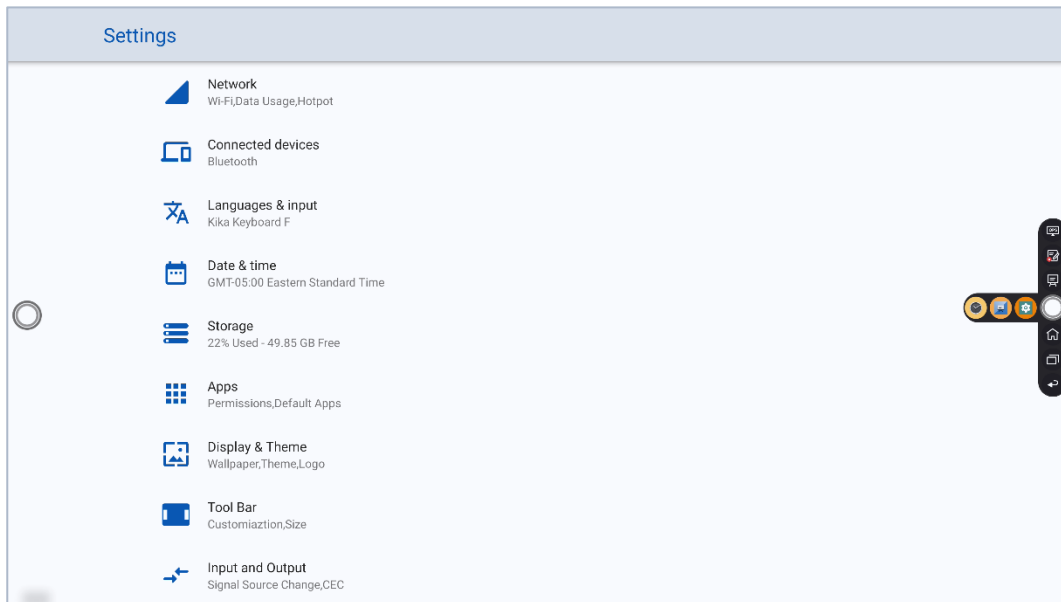 Settings
Network
Wi-Fi,Data Usage,Hotpot
Connected devices
Bluetooth
Languages & input
Kika Keyboard F
Date & time
GMT-05:00 Eastern Standard Time
Storage
22% Used - 49.85 GB Free
Apps
Permissions,Default Apps
Display & Theme
Wallpaper,Theme,Logo
Tool Bar
Customiaztion,Size
Input and Output
Signal Source Change,CEC